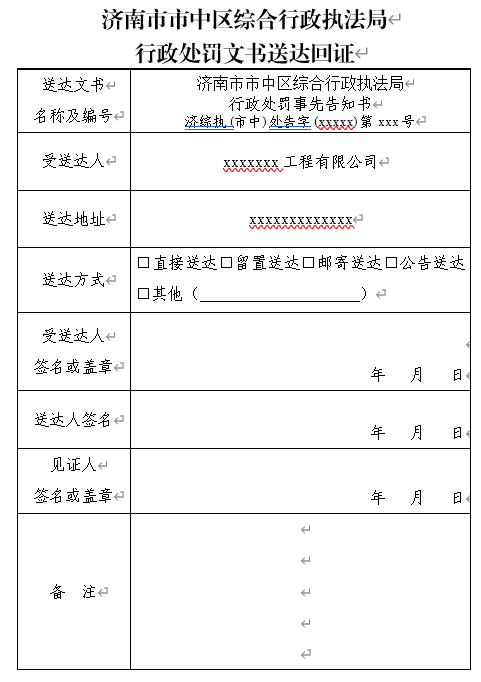 济南市市中区综合行政执法局
行政处罚文书送达回证
送达文书
名称及编号
济南市市中区综合行政执法局
行政处罚事先告知书
济综执(市中)处告字(xxxxx)第 xxx 号
受送达人
xxxxxxx 工程有限公司
送达地址
xxxxxxxxxxxxx
送达方式
□直接送达□留置送达□邮寄送达□公告送达
□其他（____________________）
受送达人
签名或盖章
年 月 日
送达人签名
年 月 日
见证人
签名或盖章
年 月 日
备 注